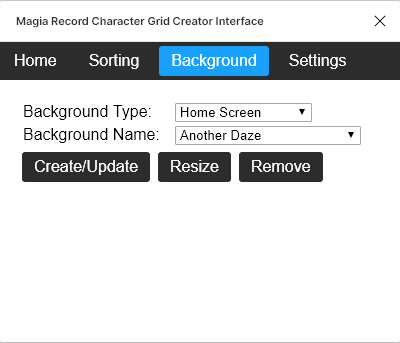 Magia Record Character Grid Creator Interface
Home Sorting Background Settings
Background Type: Home Screen
Background Name: Another Daze
Create/Update Resize Remove